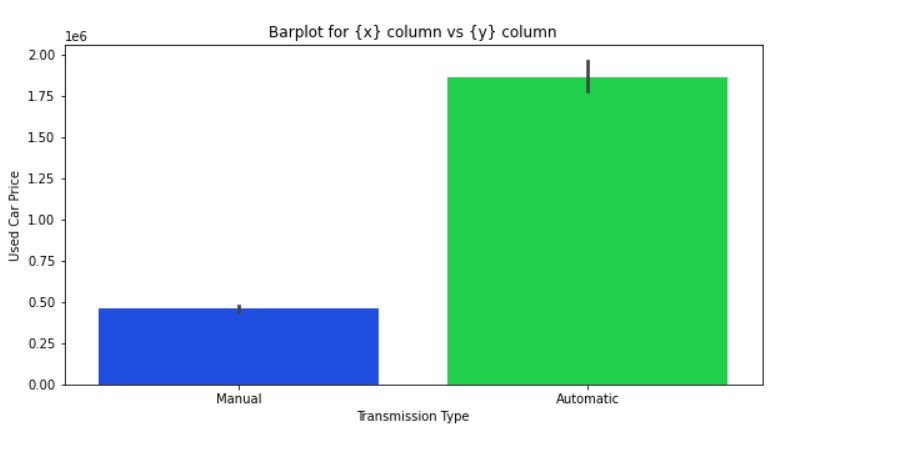 Barplot for {x} column vs {y} column
1e6
2.00
1.75
1.50
1.25
1.00
0.75
0.50
0.25
0.00
Used Car Price
Manual
Automatic
Transmission Type